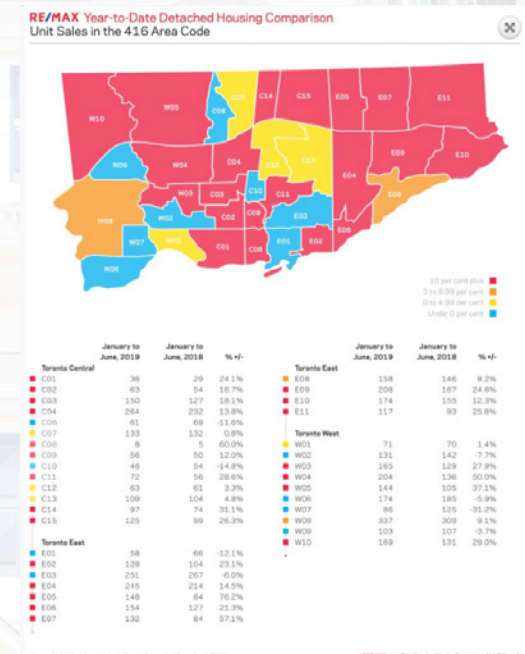 RE/MAX Year-to-Date Detached Housing Comparison
Unit Sales in the 416 Area Code
W10
W05
C06
C07
C14
C15
E05
E07
E11
W09
W04
C04
C12
C13
E04
E09
E10
W08
W03
C03
C10
C11
E08
W02
C02
C09
E03
E06
W07
W01
C01
C08
E01
E02
W06
10 per cent plus
5 to 9.99 per cent
0 to 4.99 per cent
Under 0 per cent
January to June, 2019 January to June, 2018 % +/-
Toronto Central
C01 36 29 24.1%
C02 63 54 16.7%
C03 150 127 18.1%
C04 264 232 13.8%
C06 61 69 -11.6%
C07 133 132 0.8%
C08 8 5 60.0%
C09 56 50 12.0%
C10 46 54 -14.8%
C11 72 56 28.6%
C12 63 61 3.3%
C13 109 104 4.8%
C14 97 74 31.1%
C15 125 99 26.3%
Toronto East
E01 58 66 -12.1%
E02 128 104 23.1%
E03 251 267 -6.0%
E04 245 214 14.5%
E05 148 84 76.2%
E06 154 127 21.3%
E07 132 84 57.1%
January to June, 2019 January to June, 2018 % +/-
Toronto East
E08 158 146 8.2%
E09 208 167 24.6%
E10 174 155 12.3%
E11 117 93 25.8%
Toronto West
W01 71 70 1.4%
W02 131 142 -7.7%
W03 165 129 27.9%
W04 204 136 50.0%
W05 144 105 37.1%
W06 174 185 -5.9%
W07 86 125 -31.2%
W08 337 309 9.1%
W09 103 107 -3.7%
W10 169 131 29.0%